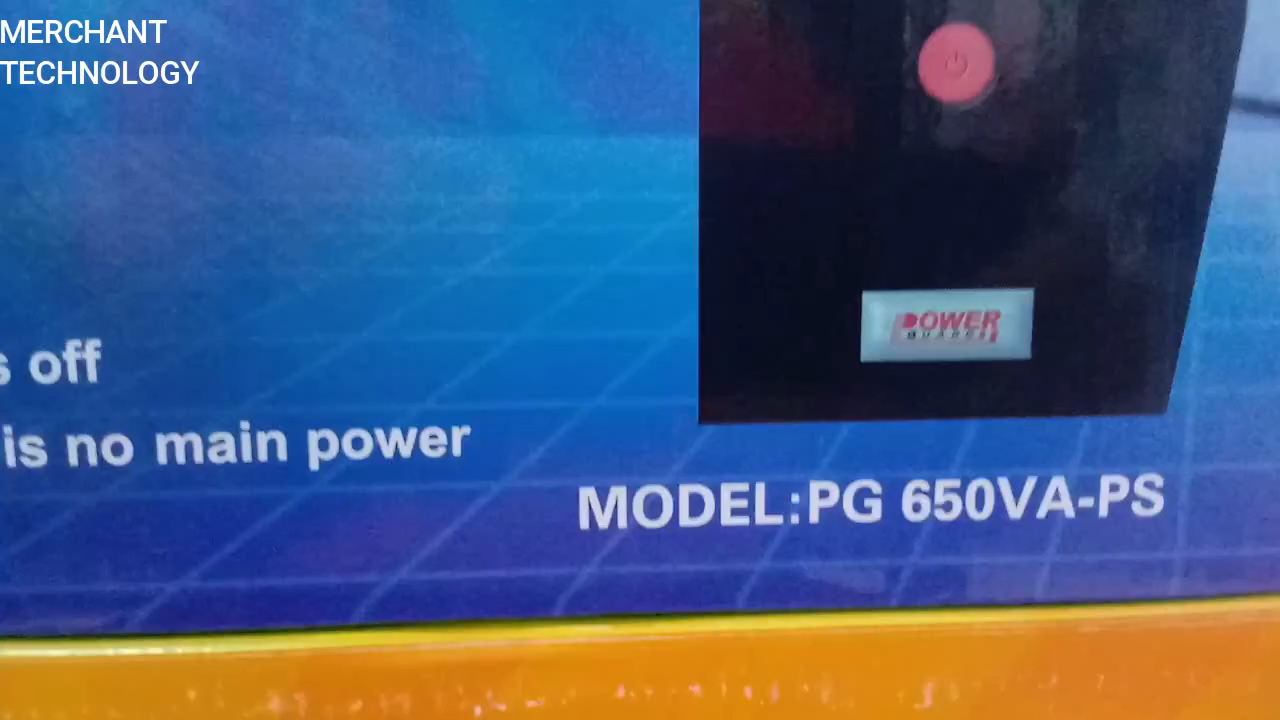 MERCHANT
TECHNOLOGY
POWER
s off
is no main power
MODEL:PG 650VA-PS